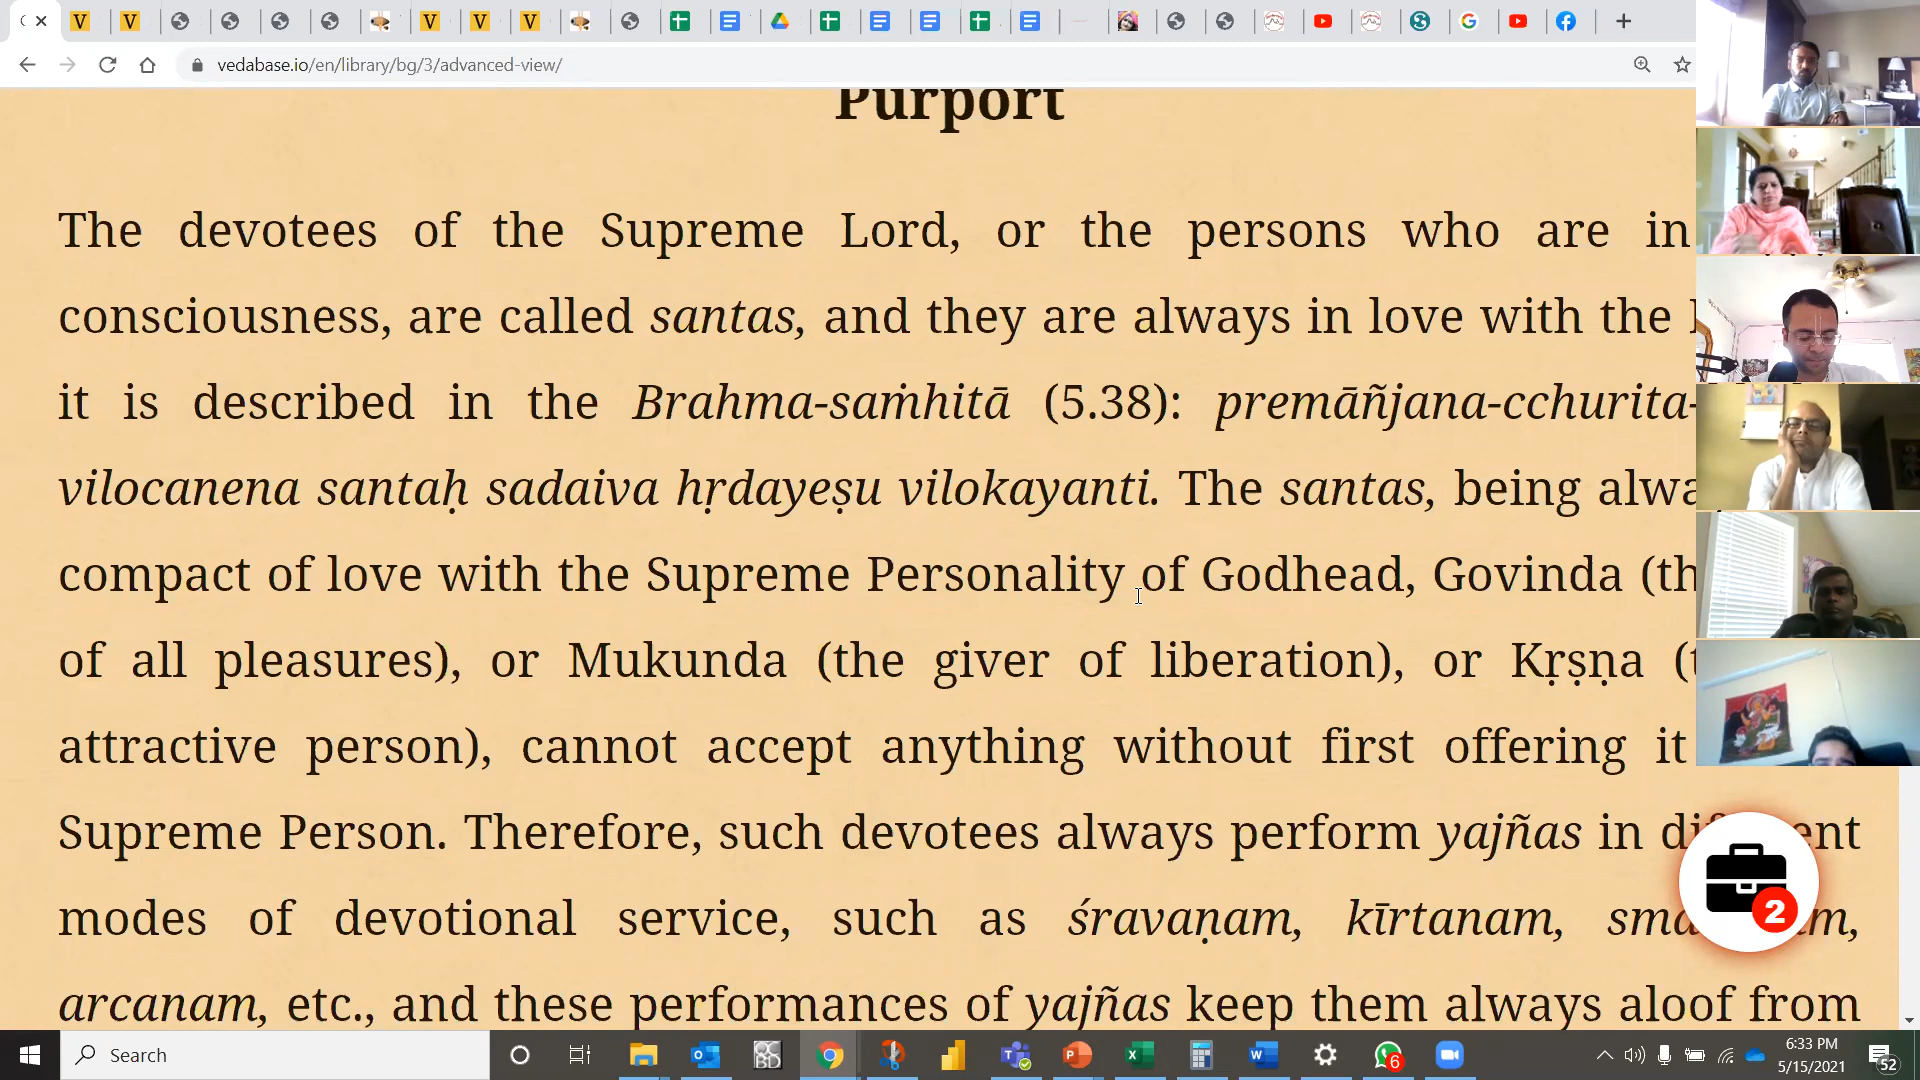 vedabase.io/en/library/bg/3/advanced-view/
Purport
The devotees of the Supreme Lord, or the persons who are in
consciousness, are called santas, and they are always in love with the
it is described in the Brahma-saṁhitā (5.38): premāñjana-cchurita-
vilocanena santaḥ sadaiva hṛdayeṣu vilokayanti. The santas, being
compact of love with the Supreme Personality of Godhead, Govinda
of all pleasures), or Mukunda (the giver of liberation), or Kṛṣṇa
attractive person), cannot accept anything without first offering it
Supreme Person. Therefore, such devotees always perform yajñas in
modes of devotional service, such as śravaṇam, kīrtanam,
arcanam, etc., and these performances of yajñas keep them always aloof from
2
Search
6
6:33 PM
5/15/2021
52